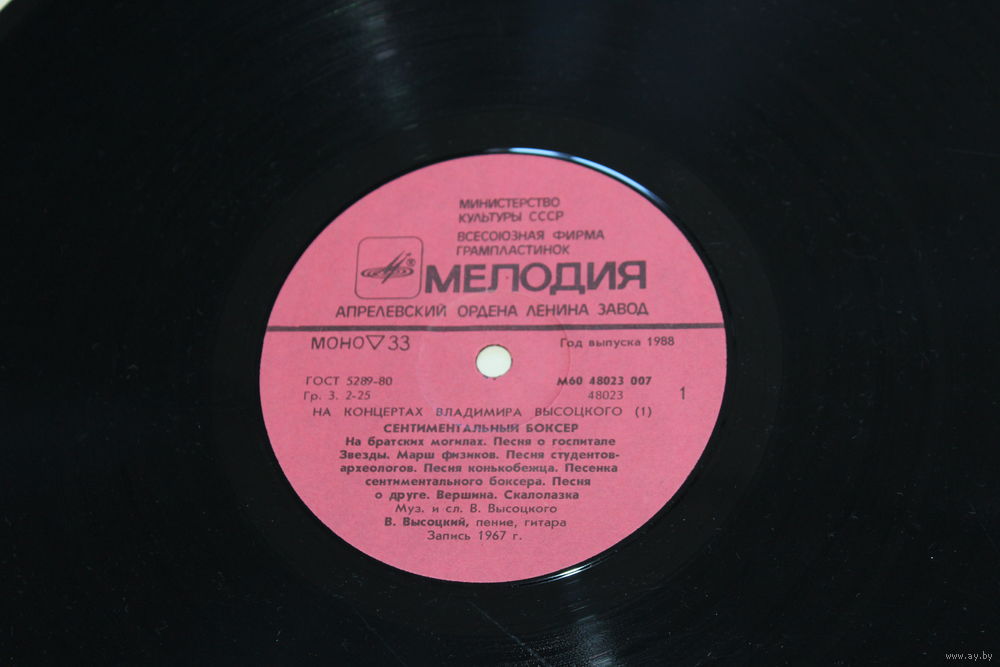 МИНИСТЕРСТВО
КУЛЬТУРЫ СССР
ВСЕСОЮЗНАЯ ФИРМА
ГРАМПЛАСТИНОК
®
МЕЛОДИЯ
АПРЕЛЕВСКИЙ ОРДЕНА ЛЕНИНА ЗАВОД
МОНО ▽ 33 Год выпуска 1988
ГОСТ 5289-80 М60 48023 007
Гр. 3. 2-25 48023 1
НА КОНЦЕРТАХ ВЛАДИМИРА ВЫСОЦКОГО (1)
СЕНТИМЕНТАЛЬНЫЙ БОКСЕР
На братских могилах. Песня о госпитале
Звезды. Марш физиков. Песня студентов-
археологов. Песня конькобежца. Песенка
сентиментального боксера. Песня
о друге. Вершина. Скалолазка
Муз. и сл. В. Высоцкого
В. Высоцкий, пение, гитара
Запись 1967 г.
www.ay.by